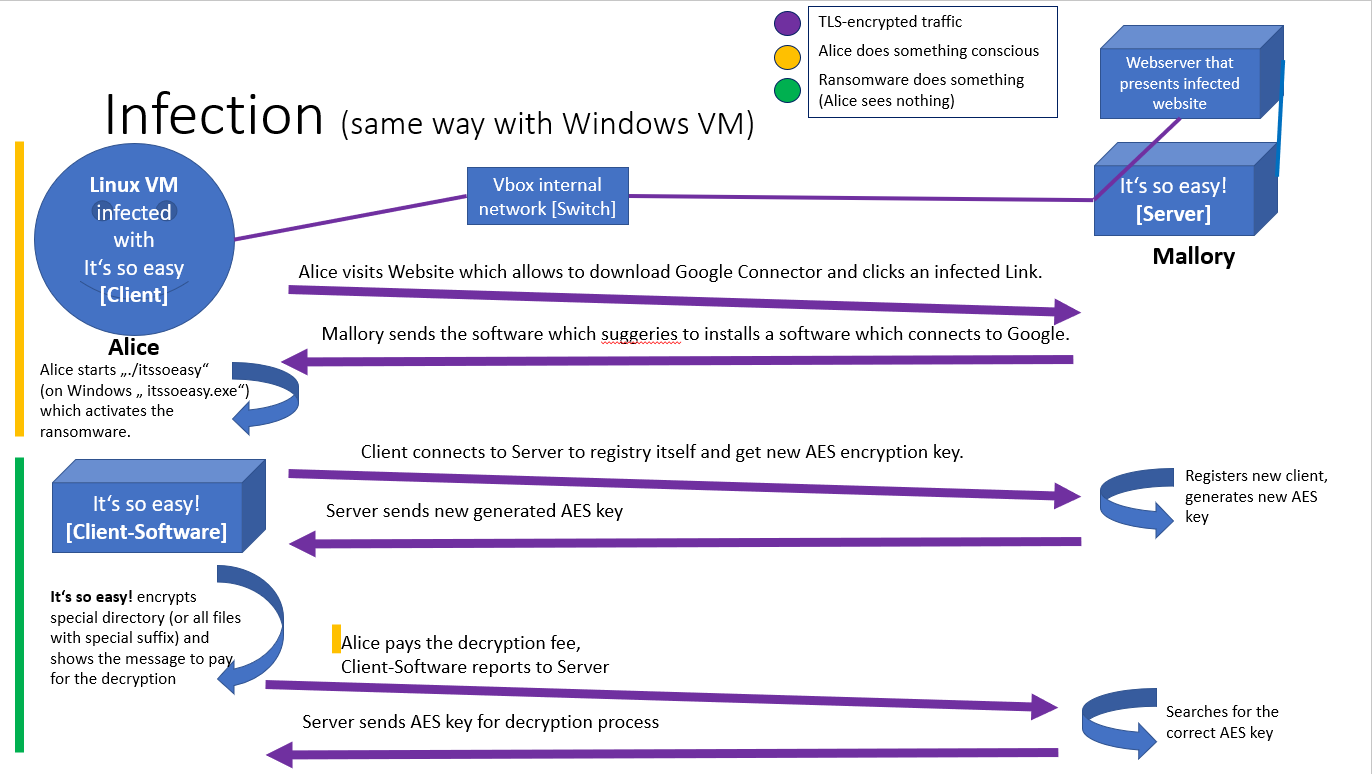 TLS-encrypted traffic
Alice does something conscious
Ransomware does something
(Alice sees nothing)
Webserver that
presents infected
website
Infection (same way with Windows VM)
Linux VM
infected
with
It's so easy
[Client]
Alice
Vbox internal
network [Switch]
It's so easy!
[Server]
Mallory
Alice visits Website which allows to download Google Connector and clicks an infected Link.
Mallory sends the software which suggeries to installs a software which connects to Google.
Alice starts „./itssoeasy“
(on Windows „ itssoeasy.exe“)
which activates the
ransomware.
Client connects to Server to registry itself and get new AES encryption key.
Registers new client,
generates new AES
key
It's so easy!
[Client-Software]
Server sends new generated AES key
It's so easy! encrypts
special directory (or all files
with special suffix) and
shows the message to pay
for the decryption
Alice pays the decryption fee,
Client-Software reports to Server
Server sends AES key for decryption process
Searches for the
correct AES key